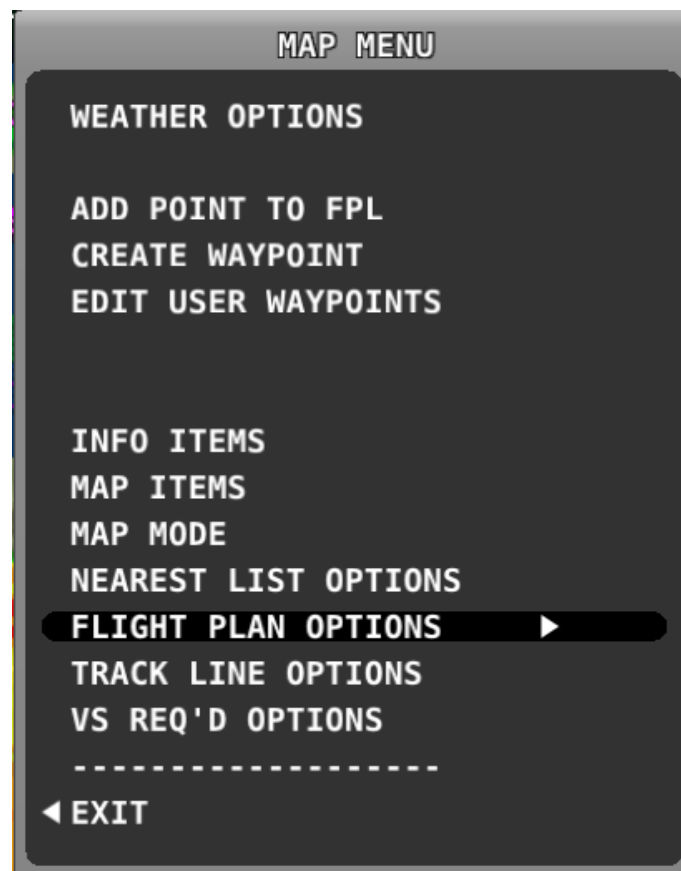 MAP MENU
WEATHER OPTIONS
ADD POINT TO FPL
CREATE WAYPOINT
EDIT USER WAYPOINTS
INFO ITEMS
MAP ITEMS
MAP MODE
NEAREST LIST OPTIONS
FLIGHT PLAN OPTIONS ▶
TRACK LINE OPTIONS
VS REQ'D OPTIONS
-------------------
◀EXIT